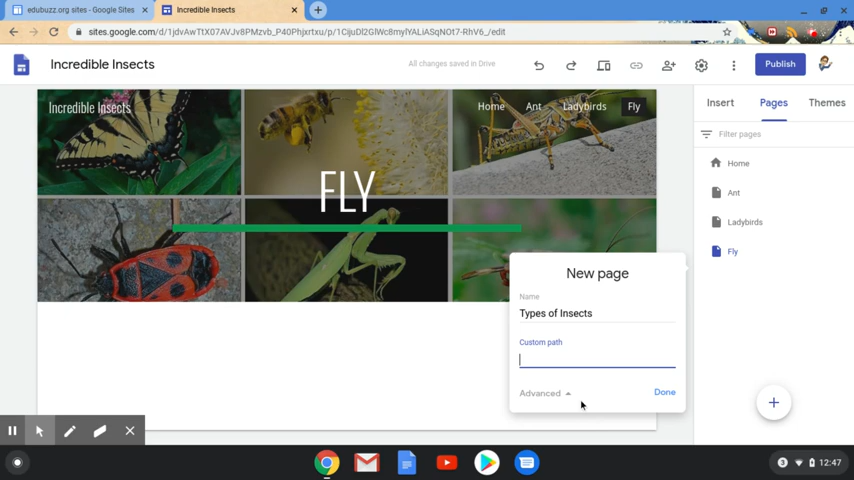 edubuzz.org sites - Google Sites
Incredible Insects
sites.google.com/d/1jdvAwTtX07AVJv8PMzvb_P40Phjxrtxu/p/1CijuDl2GlWc8mylYALiASqNOt7-RhV6_/edit
Incredible Insects
All changes saved in Drive
Publish
Incredible Insects
Home
Ant
Ladybirds
Fly
FLY
Insert
Pages
Themes
Filter pages
Home
Ant
Ladybirds
Fly
New page
Name
Types of Insects
Custom path
Advanced
Done
3
12:47